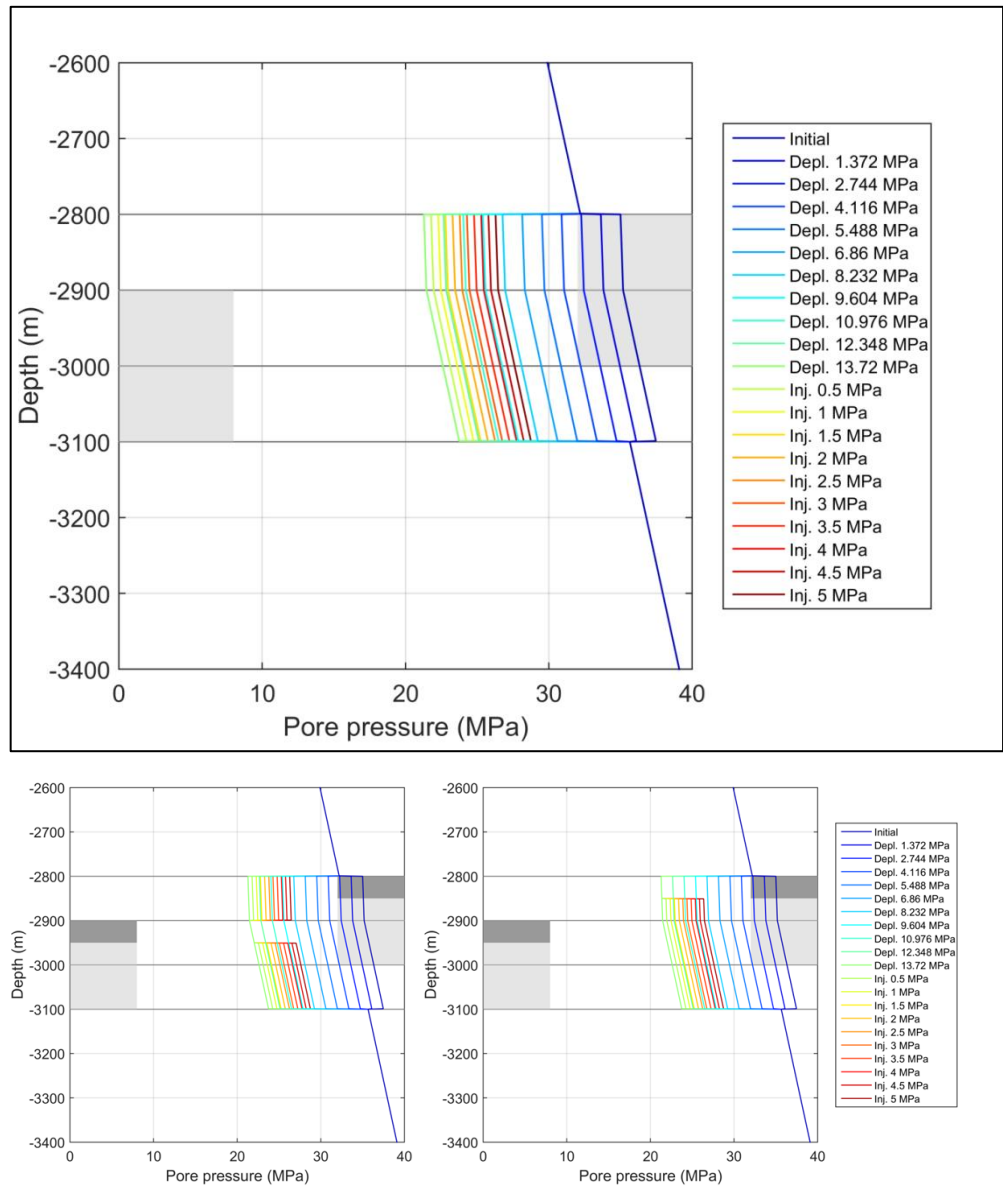 -2600
-2700
-2800
-2900
-3000
-3100
-3200
-3300
-3400
Depth (m)
0
10
20
30
40
Pore pressure (MPa)
Initial
Depl. 1.372 MPa
Depl. 2.744 MPa
Depl. 4.116 MPa
Depl. 5.488 MPa
Depl. 6.86 MPa
Depl. 8.232 MPa
Depl. 9.604 MPa
Depl. 10.976 MPa
Depl. 12.348 MPa
Depl. 13.72 MPa
Inj. 0.5 MPa
Inj. 1 MPa
Inj. 1.5 MPa
Inj. 2 MPa
Inj. 2.5 MPa
Inj. 3 MPa
Inj. 3.5 MPa
Inj. 4 MPa
Inj. 4.5 MPa
Inj. 5 MPa
-2600
-2700
-2800
-2900
-3000
-3100
-3200
-3300
-3400
Depth (m)
0
10
20
30
40
Pore pressure (MPa)
-2600
-2700
-2800
-2900
-3000
-3100
-3200
-3300
-3400
Depth (m)
0
10
20
30
40
Pore pressure (MPa)
Initial
Depl. 1.372 MPa
Depl. 2.744 MPa
Depl. 4.116 MPa
Depl. 5.488 MPa
Depl. 6.86 MPa
Depl. 8.232 MPa
Depl. 9.604 MPa
Depl. 10.976 MPa
Depl. 12.348 MPa
Depl. 13.72 MPa
Inj. 0.5 MPa
Inj. 1 MPa
Inj. 1.5 MPa
Inj. 2 MPa
Inj. 2.5 MPa
Inj. 3 MPa
Inj. 3.5 MPa
Inj. 4 MPa
Inj. 4.5 MPa
Inj. 5 MPa